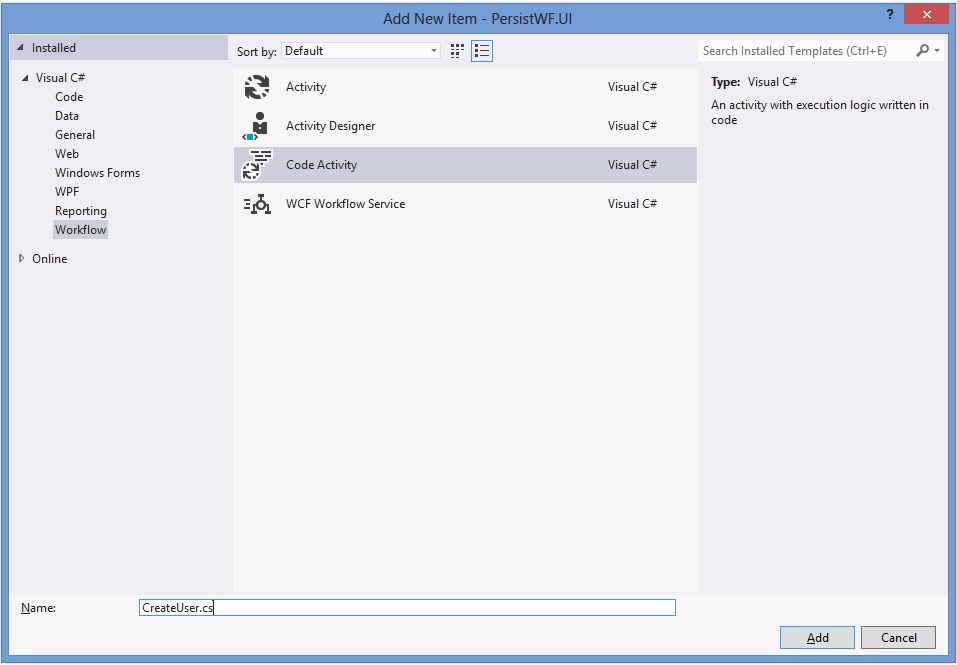 Add New Item - PersistWF.UI
?
Installed
Sort by: Default
Search Installed Templates (Ctrl+E)
Visual C#
Code
Data
General
Web
Windows Forms
WPF
Reporting
Workflow
Online
Activity Visual C#
Activity Designer Visual C#
Code Activity Visual C#
WCF Workflow Service Visual C#
Type: Visual C#
An activity with execution logic written in
code
Name: CreateUser.cs
Add Cancel